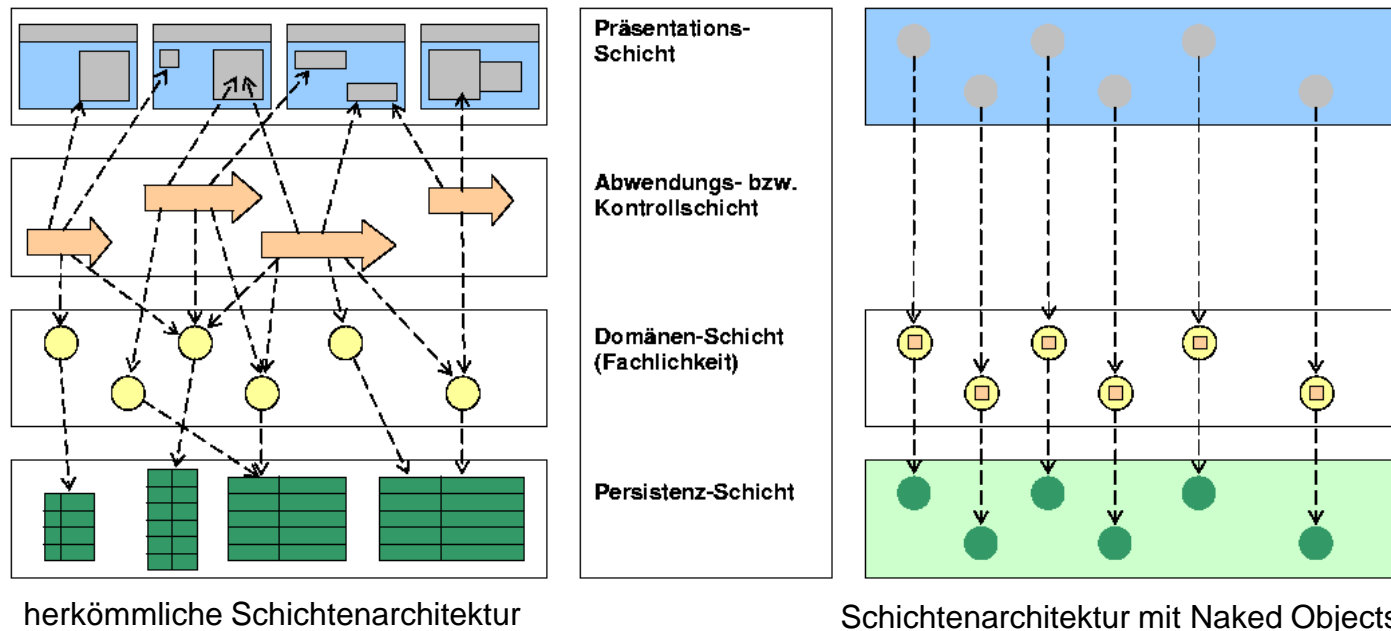 Präsentations-
Schicht
Abwendungs- bzw.
Kontrollschicht
Domänen-Schicht
(Fachlichkeit)
Persistenz-Schicht
herkömmliche Schichtenarchitektur
Schichtenarchitektur mit Naked Objects